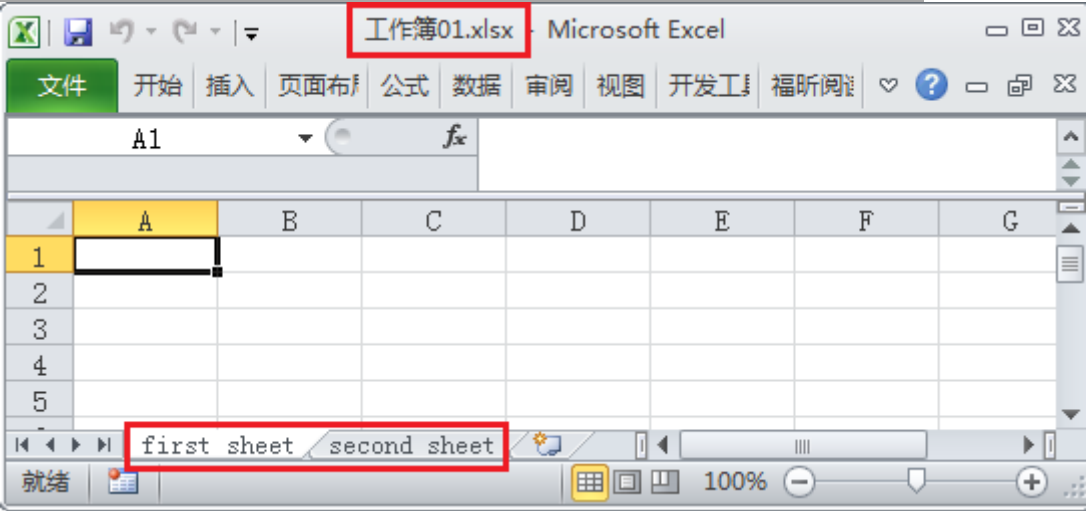 工作簿01.xlsx - Microsoft Excel
文件 开始 插入 页面布 公式 数据 审阅 视图 开发工 福昕阅
A1 fx
A B C D E F G
1
2
3
4
5
first sheet second sheet
就绪 100%